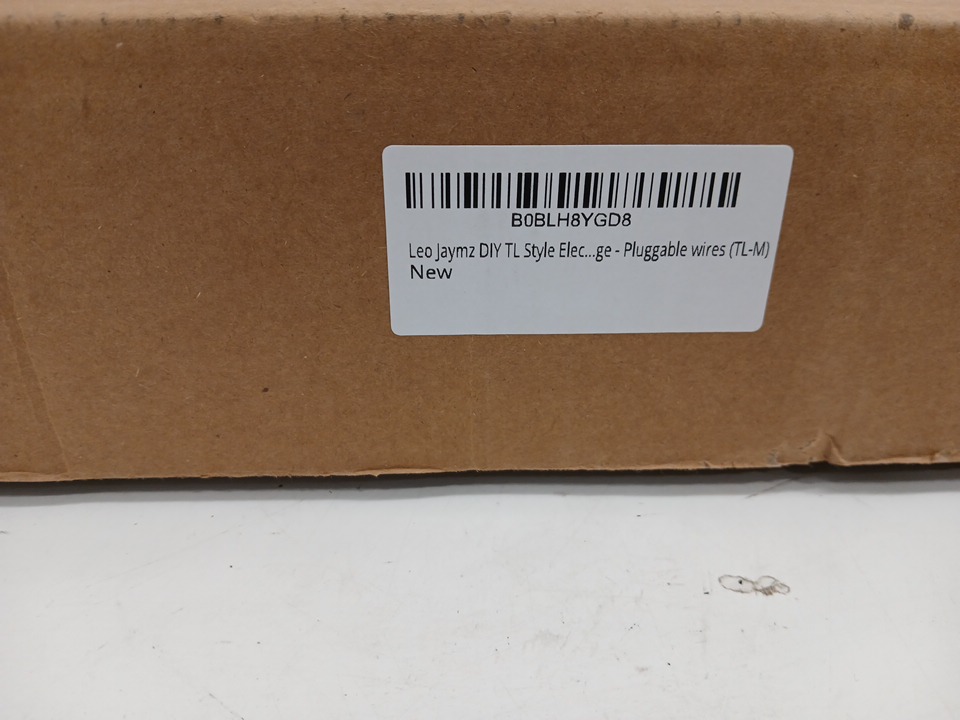 B0BLH8YGD8
Leo Jaymz DIY TL Style Elec...ge - Pluggable wires (TL-M)
New